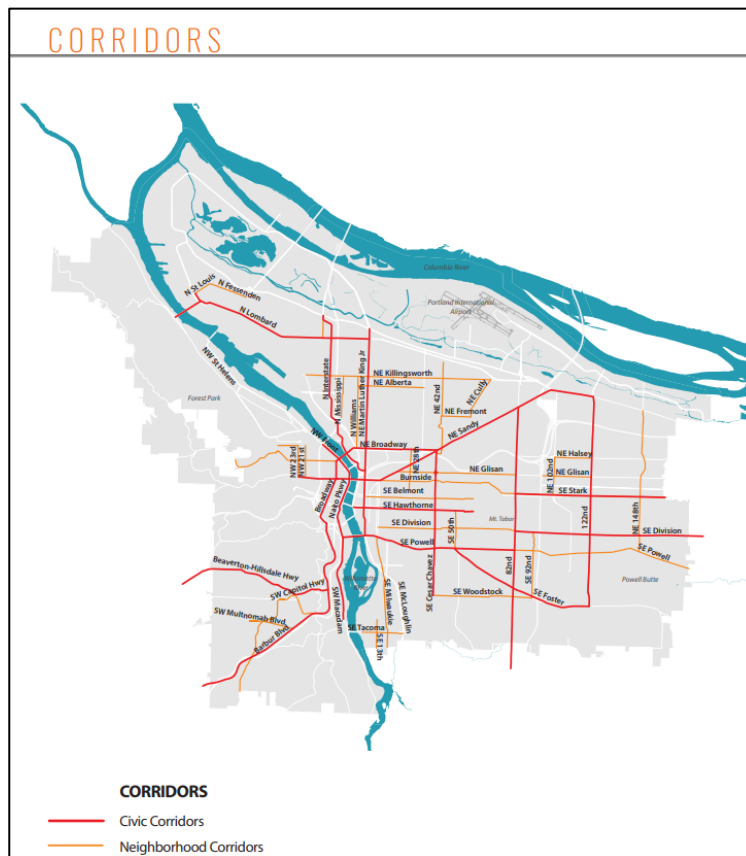 CORRIDORS
Columbia River
Portland International
Airport
N St Louis
N Fessenden
N Lombard
NW St Helens
Forest Park
N Interstate
N Mississippi
N Williams
NE Martin Luther King Jr
NE Killingsworth
NE Alberta
NE 42nd
NE Cully
NE Fremont
NE Sandy
NW Front
NE Broadway
NW 23rd
NW 21st
NE 28th
NE Halsey
NE Glisan
NE Glisan
NE 102nd
Burnside
Broadway
Naito Pkwy
SE Belmont
SE Stark
SE Hawthorne
122nd
NE 148th
SE Division
SE 50th
Mt. Tabor
SE Division
SE Powell
SE Powell
Beaverton-Hillsdale Hwy
82nd
SE 92nd
Powell Butte
SW Capitol Hwy
SW Macadam
SE Milwaukie
SE McLoughlin
SE Cesar Chavez
SE Woodstock
SE Foster
SW Multnomah Blvd
Barbur Blvd
SE Tacoma
SE 13th
CORRIDORS
Civic Corridors
Neighborhood Corridors